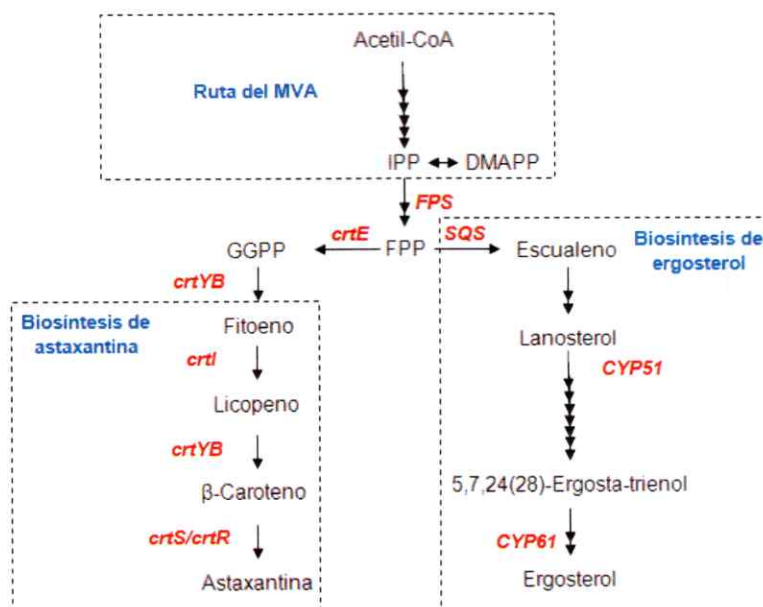 Acetil-CoA
Ruta del MVA
IPP
DMAPP
FPS
GGPP
crtE
FPP
SQS
Escualeno
Biosíntesis de
ergosterol
crtYB
Biosíntesis de
astaxantina
Fitoeno
Lanosterol
crtI
CYP51
Licopeno
crtYB
β-Caroteno
5,7,24(28)-Ergosta-trienol
crtS/crtR
CYP61
Astaxantina
Ergosterol